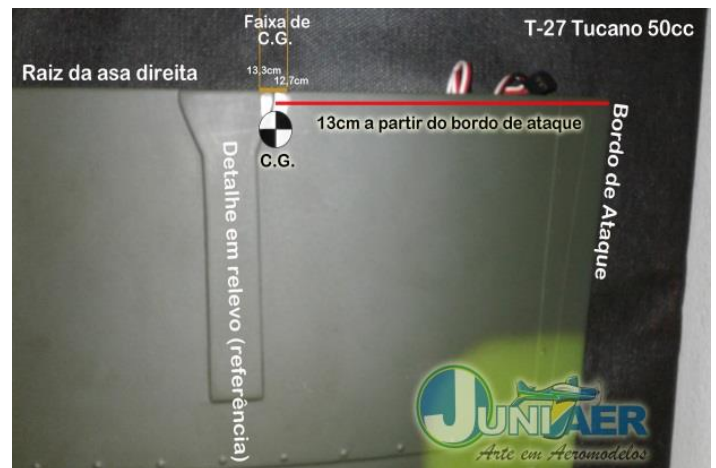 Faixa de
C.G.
T-27 Tucano 50cc
Raiz da asa direita
13,3cm
12,7cm
13cm a partir do bordo de ataque
C.G.
Bordo de Ataque
Detalhe em relevo (referência)
JUNIAER
Arte em Aeromodelos